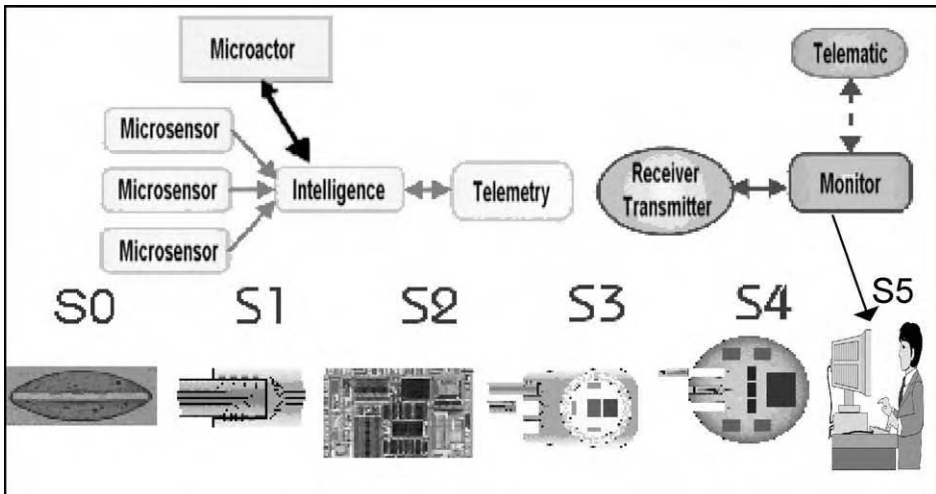 Microactor
Telematic
Microsensor
Microsensor
Intelligence
Telemetry
Receiver
Transmitter
Monitor
Microsensor
S0
S1
S2
S3
S4
S5